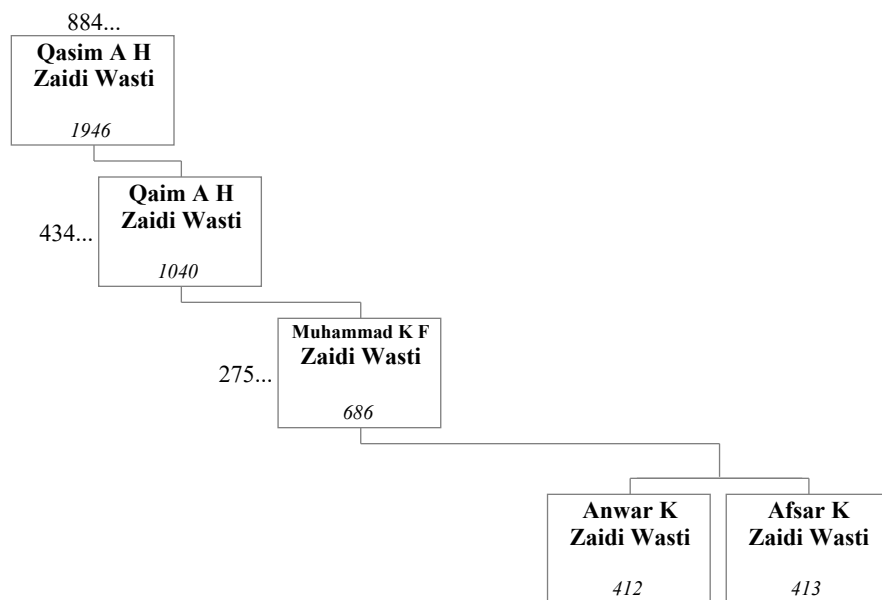 884...
Qasim A H
Zaidi Wasti
1946
Qaim A H
Zaidi Wasti
434...
1040
Muhammad K F
Zaidi Wasti
275...
686
Anwar K
Zaidi Wasti
412
Afsar K
Zaidi Wasti
413